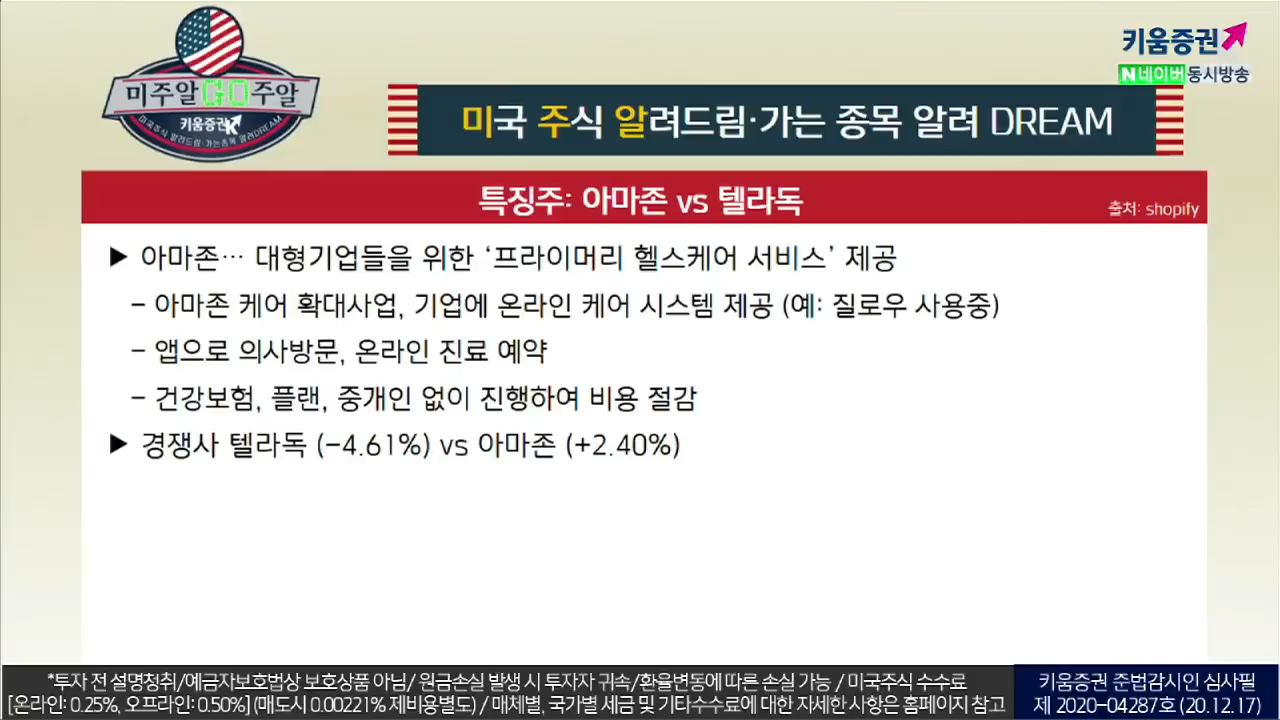 미주알GO주알
키움증권
미국주식 알려드림·가는종목 알려DREAM
키움증권
N 네이버 동시방송
미국 주식 알려드림·가는 종목 알려 DREAM
특징주: 아마존 vs 텔라독
출처: shopify
▶ 아마존… 대형기업들을 위한 ‘프라이머리 헬스케어 서비스’ 제공
- 아마존 케어 확대사업, 기업에 온라인 케어 시스템 제공 (예: 질로우 사용중)
- 앱으로 의사방문, 온라인 진료 예약
- 건강보험, 플랜, 중개인 없이 진행하여 비용 절감
▶ 경쟁사 텔라독 (-4.61%) vs 아마존 (+2.40%)
*투자 전 설명청취/예금자보호법상 보호상품 아님/ 원금손실 발생 시 투자자 귀속/환율변동에 따른 손실 가능 / 미국주식 수수료
[온라인: 0.25%, 오프라인: 0.50%] (매도시 0.00221% 제비용별도) / 매체별, 국가별 세금 및 기타수수료에 대한 자세한 사항은 홈페이지 참고
키움증권 준법감시인 심사필
제 2020-04287호 (20.12.17)